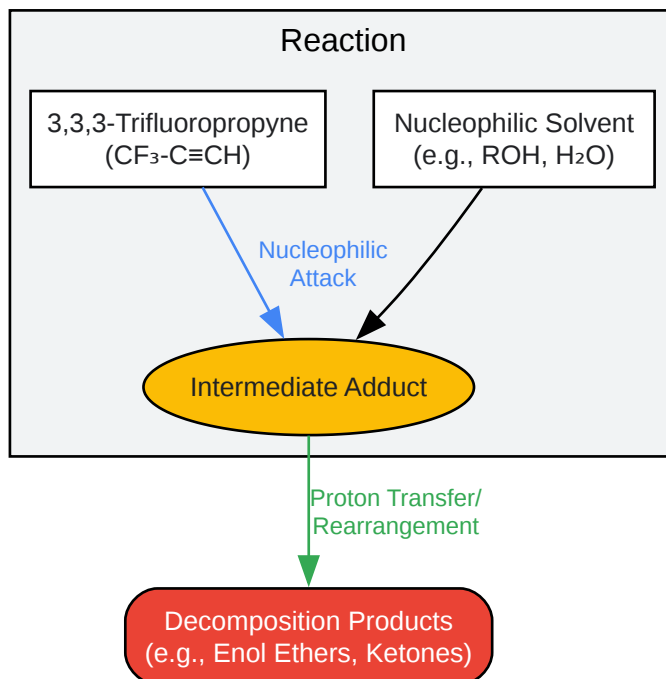 Reaction
3,3,3-Trifluoropropyne
(CF₃-C≡CH)
Nucleophilic Solvent
(e.g., ROH, H₂O)
Nucleophilic
Attack
Intermediate Adduct
Proton Transfer/
Rearrangement
Decomposition Products
(e.g., Enol Ethers, Ketones)